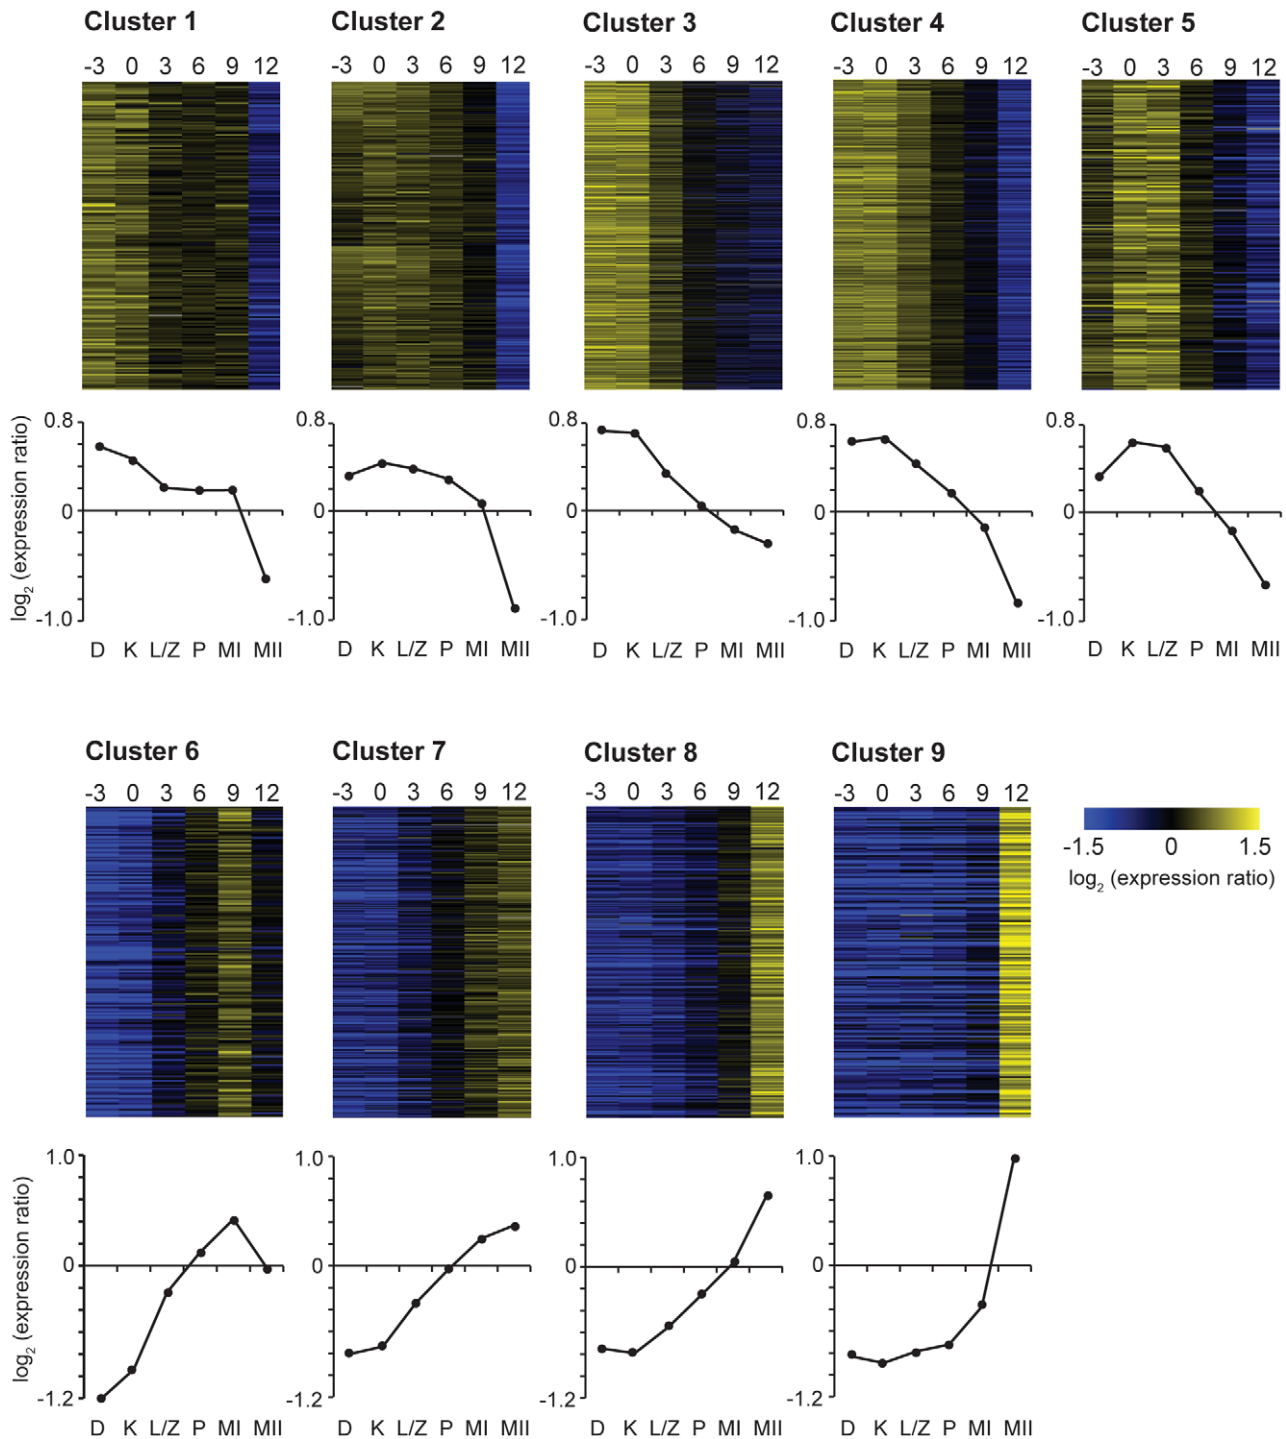 Cluster 1 Cluster 2 Cluster 3 Cluster 4 Cluster 5
-3 0 3 6 9 12 -3 0 3 6 9 12 -3 0 3 6 9 12 -3 0 3 6 9 12 -3 0 3 6 9 12
0.8 0.8 0.8 0.8 0.8
0 0 0 0 0
-1.0 -1.0 -1.0 -1.0 -1.0
log2 (expression ratio)
D K L/Z P MI MII D K L/Z P MI MII D K L/Z P MI MII D K L/Z P MI MII D K L/Z P MI MII
Cluster 6 Cluster 7 Cluster 8 Cluster 9
-3 0 3 6 9 12 -3 0 3 6 9 12 -3 0 3 6 9 12 -3 0 3 6 9 12
-1.5 0 1.5
log2 (expression ratio)
1.0 1.0 1.0 1.0
0 0 0 0
-1.2 -1.2 -1.2 -1.2
log2 (expression ratio)
D K L/Z P MI MII D K L/Z P MI MII D K L/Z P MI MII D K L/Z P MI MII